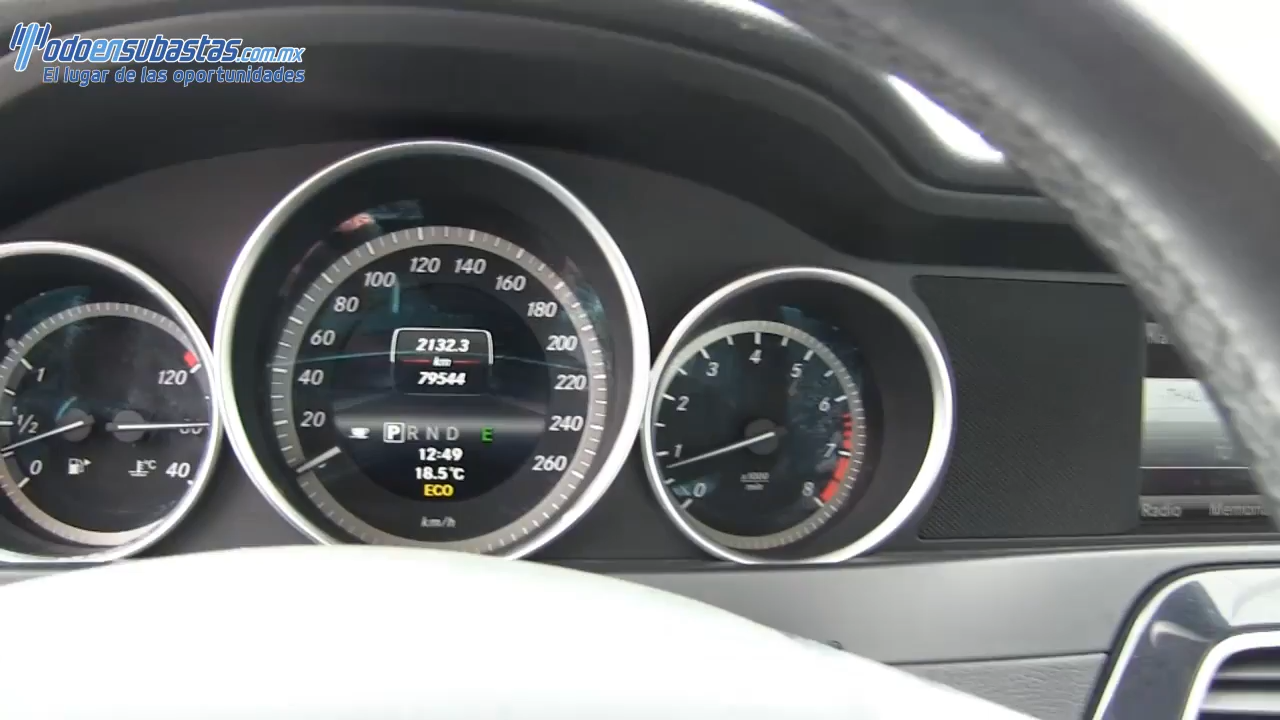 Todoensubastas.com.mx
El lugar de las oportunidades
1
1/2
0
120
40
°C
20
40
60
80
100
120
140
160
180
200
220
240
260
2132.3
km
79544
P R N D E
12:49
18.5°C
ECO
km/h
0
1
2
3
4
5
6
7
8
x1000
min
Radio